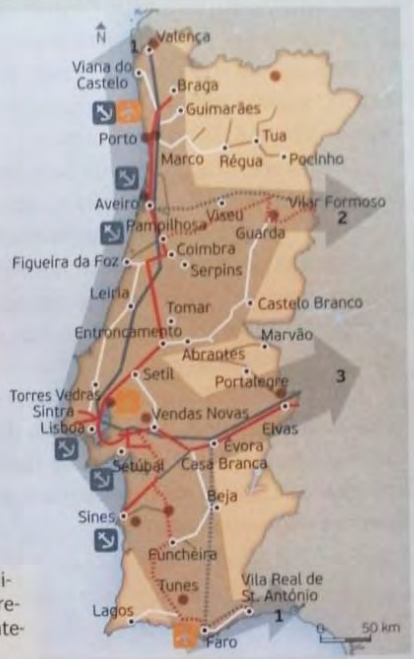 N
1
Valença
Viana do
Castelo
Braga
Guimarães
Porto
Marco
Régua
Tua
Pocinho
Aveiro
Viseu
Vilar Formoso
2
Pampilhosa
Guarda
Coimbra
Figueira da Foz
Serpins
Leiria
Tomar
Castelo Branco
Entroncamento
Abrantes
Marvão
Setil
Portalegre
3
Torres Vedras
Sintra
Lisboa
Vendas Novas
Elvas
Évora
Setúbal
Casa Branca
Beja
Sines
Funcheira
Tunes
Vila Real de
St. António
Lagos
1
Faro
0 50 km
i-
re-
nte-